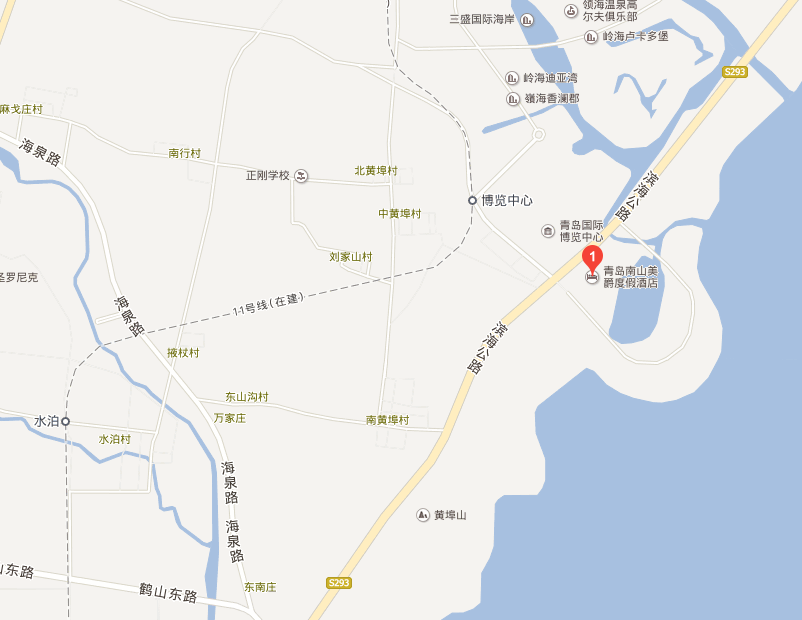 领海温泉高
尔夫俱乐部
三盛国际海岸
岭海卢卡多堡
S293
岭海迪亚湾
嶺海香澜郡
麻戈庄村
海泉路
南行村
正刚学校
北黄埠村
滨海公路
博览中心
中黄埠村
青岛国际
博览中心
刘家山村
1
青岛南山美
爵度假酒店
圣罗尼克
11号线(在建)
海泉路
滨海公路
掖杖村
东山沟村
万家庄
南黄埠村
水泊
水泊村
海泉路
黄埠山
海泉路
山东路
鹤山东路
东南庄
S293